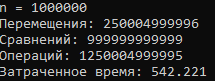 n = 1000000
Перемещения: 250004999996
Сравнений: 999999999999
Операций: 1250004999995
Затраченное время: 542.221